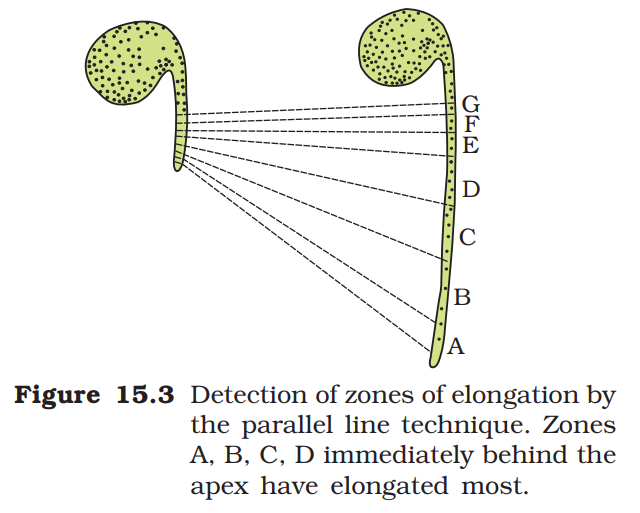 G
F
E
D
C
B
A
Figure 15.3 Detection of zones of elongation by
the parallel line technique. Zones
A, B, C, D immediately behind the
apex have elongated most.